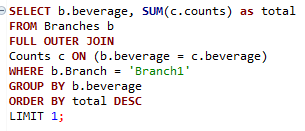 SELECT b.beverage, SUM(c.counts) as total
FROM Branches b
FULL OUTER JOIN
Counts c ON (b.beverage = c.beverage)
WHERE b.Branch = 'Branch1'
GROUP BY b.beverage
ORDER BY total DESC
LIMIT 1;